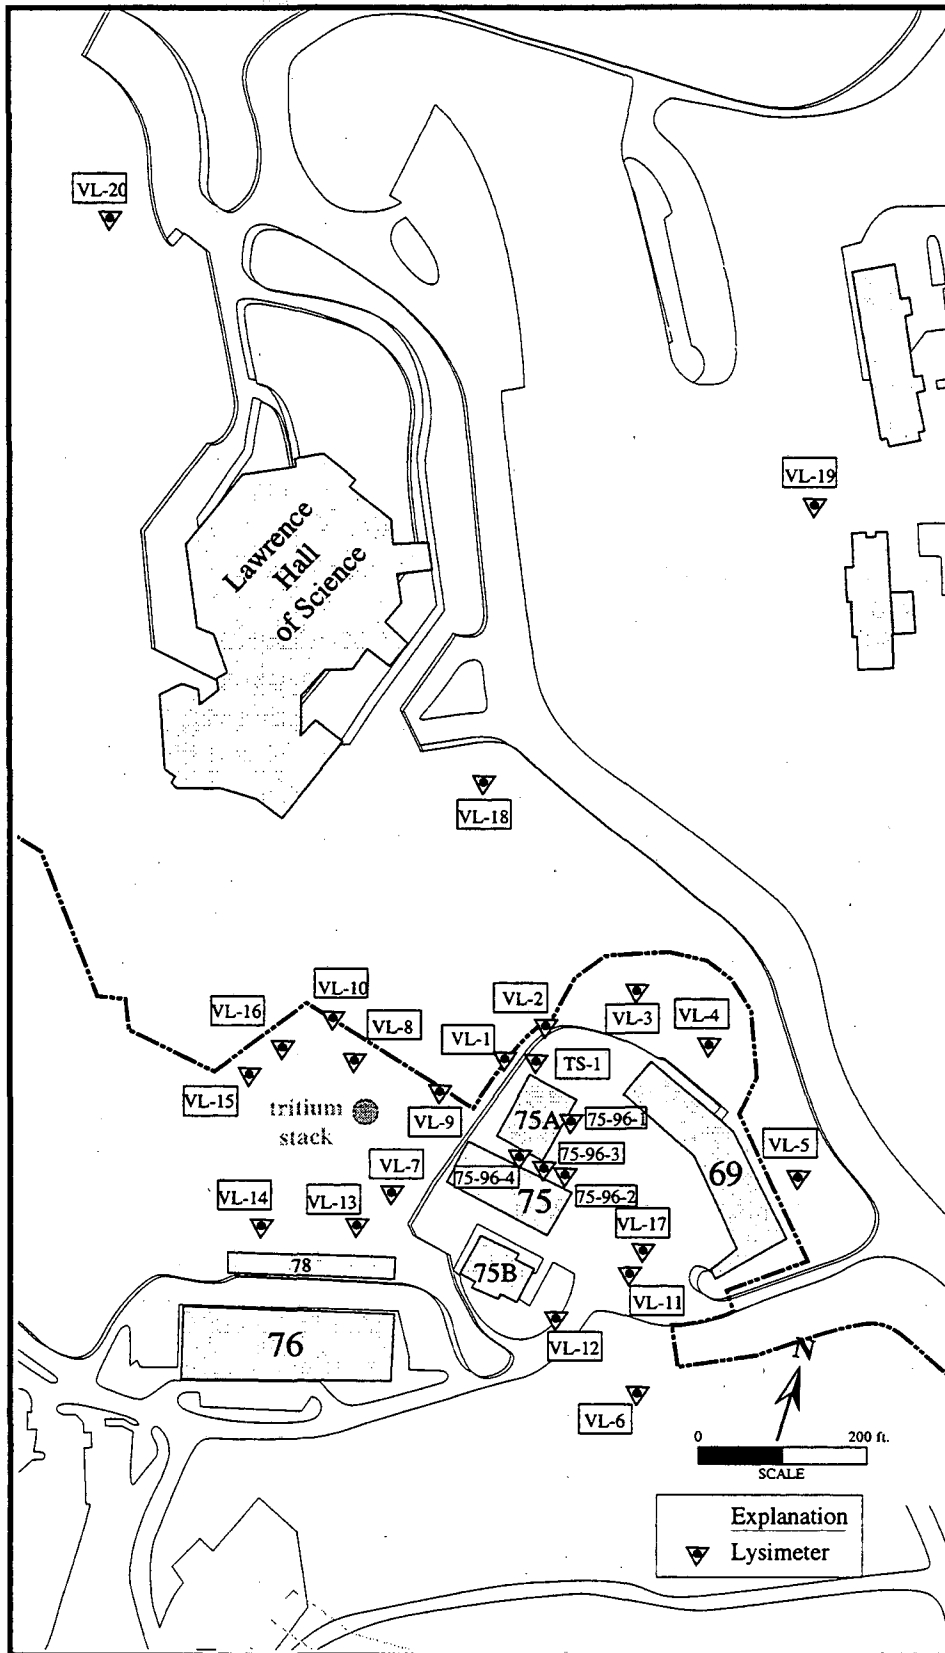 VL-20
VL-19
Lawrence
Hall
of Science
VL-18
VL-10
VL-16
VL-8
VL-2
VL-3
VL-4
VL-1
TS-1
VL-15
tritium
stack
VL-9
75A
75-96-1
75-96-3
75-96-4
75
75-96-2
69
VL-5
VL-7
VL-14
VL-13
VL-17
78
75B
VL-11
76
VL-12
VL-6
N
0 200 ft.
SCALE
Explanation
Lysimeter